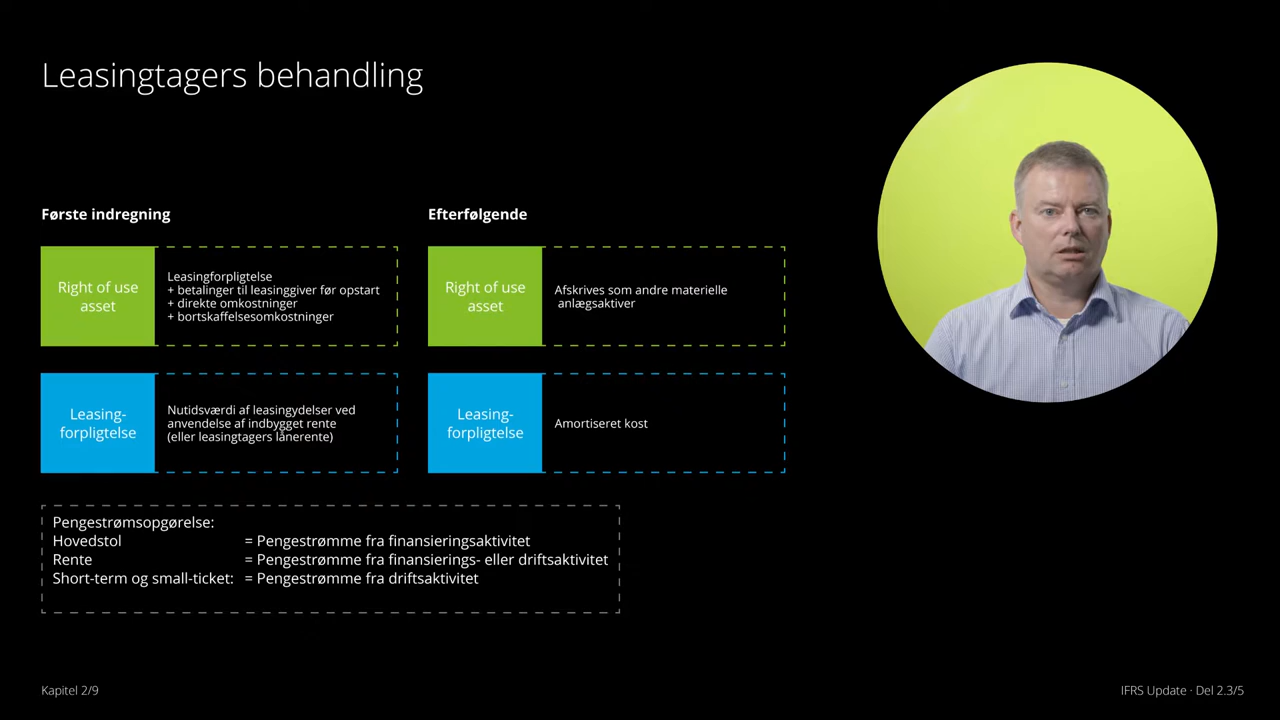 Leasingtagers behandling
Første indregning
Right of use
asset
Leasingforpligtelse
+ betalinger til leasinggiver før opstart
+ direkte omkostninger
+ bortskaffelsesomkostninger
Leasing-
forpligtelse
Nutidsværdi af leasingydelser ved
anvendelse af indbygget rente
(eller leasingtagers lånerente)
Efterfølgende
Right of use
asset
Afskrives som andre materielle
anlægsaktiver
Leasing-
forpligtelse
Amortiseret kost
Pengestrømsopgørelse:
Hovedstol = Pengestrømme fra finansieringsaktivitet
Rente = Pengestrømme fra finansierings- eller driftsaktivitet
Short-term og small-ticket: = Pengestrømme fra driftsaktivitet
Kapitel 2/9
IFRS Update · Del 2.3/5